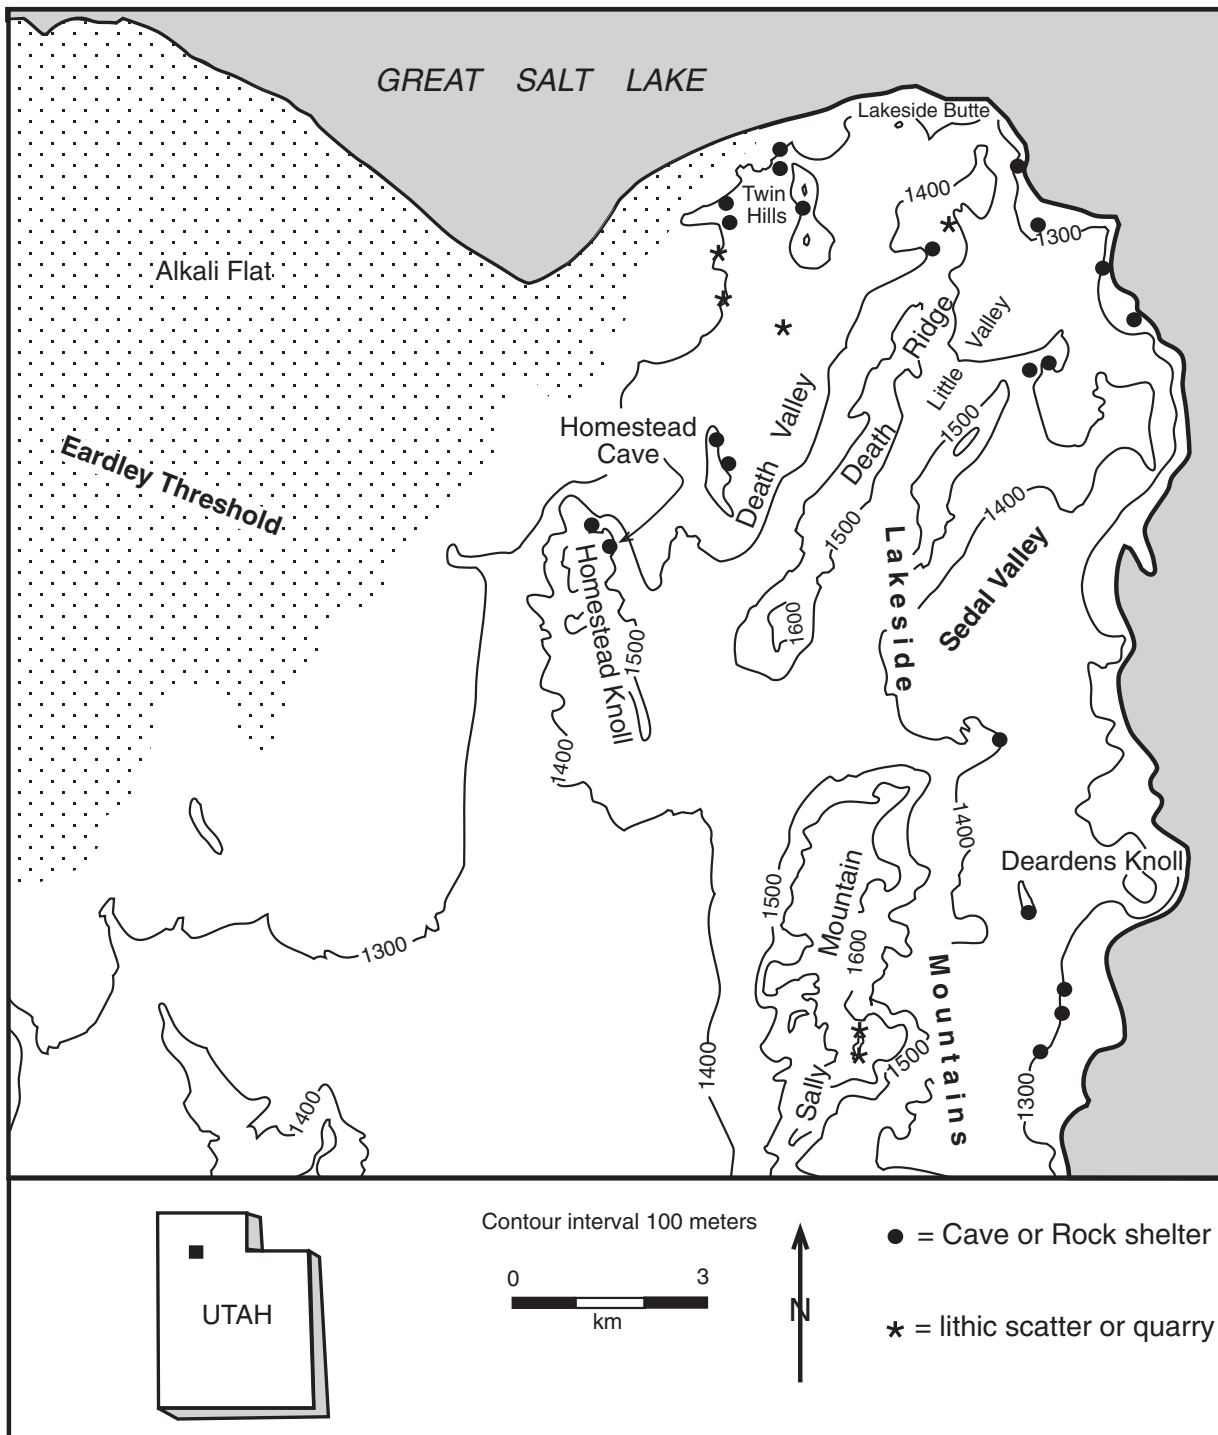 GREAT SALT LAKE
Lakeside Butte
1400
Twin
Hills
1300
Alkali Flat
Death Ridge
Little Valley
Death Valley
1500
Homestead
Cave
Eardley Threshold
1400
1500
Lakeside
Sedal Valley
Homestead Knoll
1500
1600
1400
1400
Deardens Knoll
1500
Sally Mountain
1600
1300
Mountains
1500
1400
1300
1400
Contour interval 100 meters
0 3
km
N
UTAH
= Cave or Rock shelter
* = lithic scatter or quarry